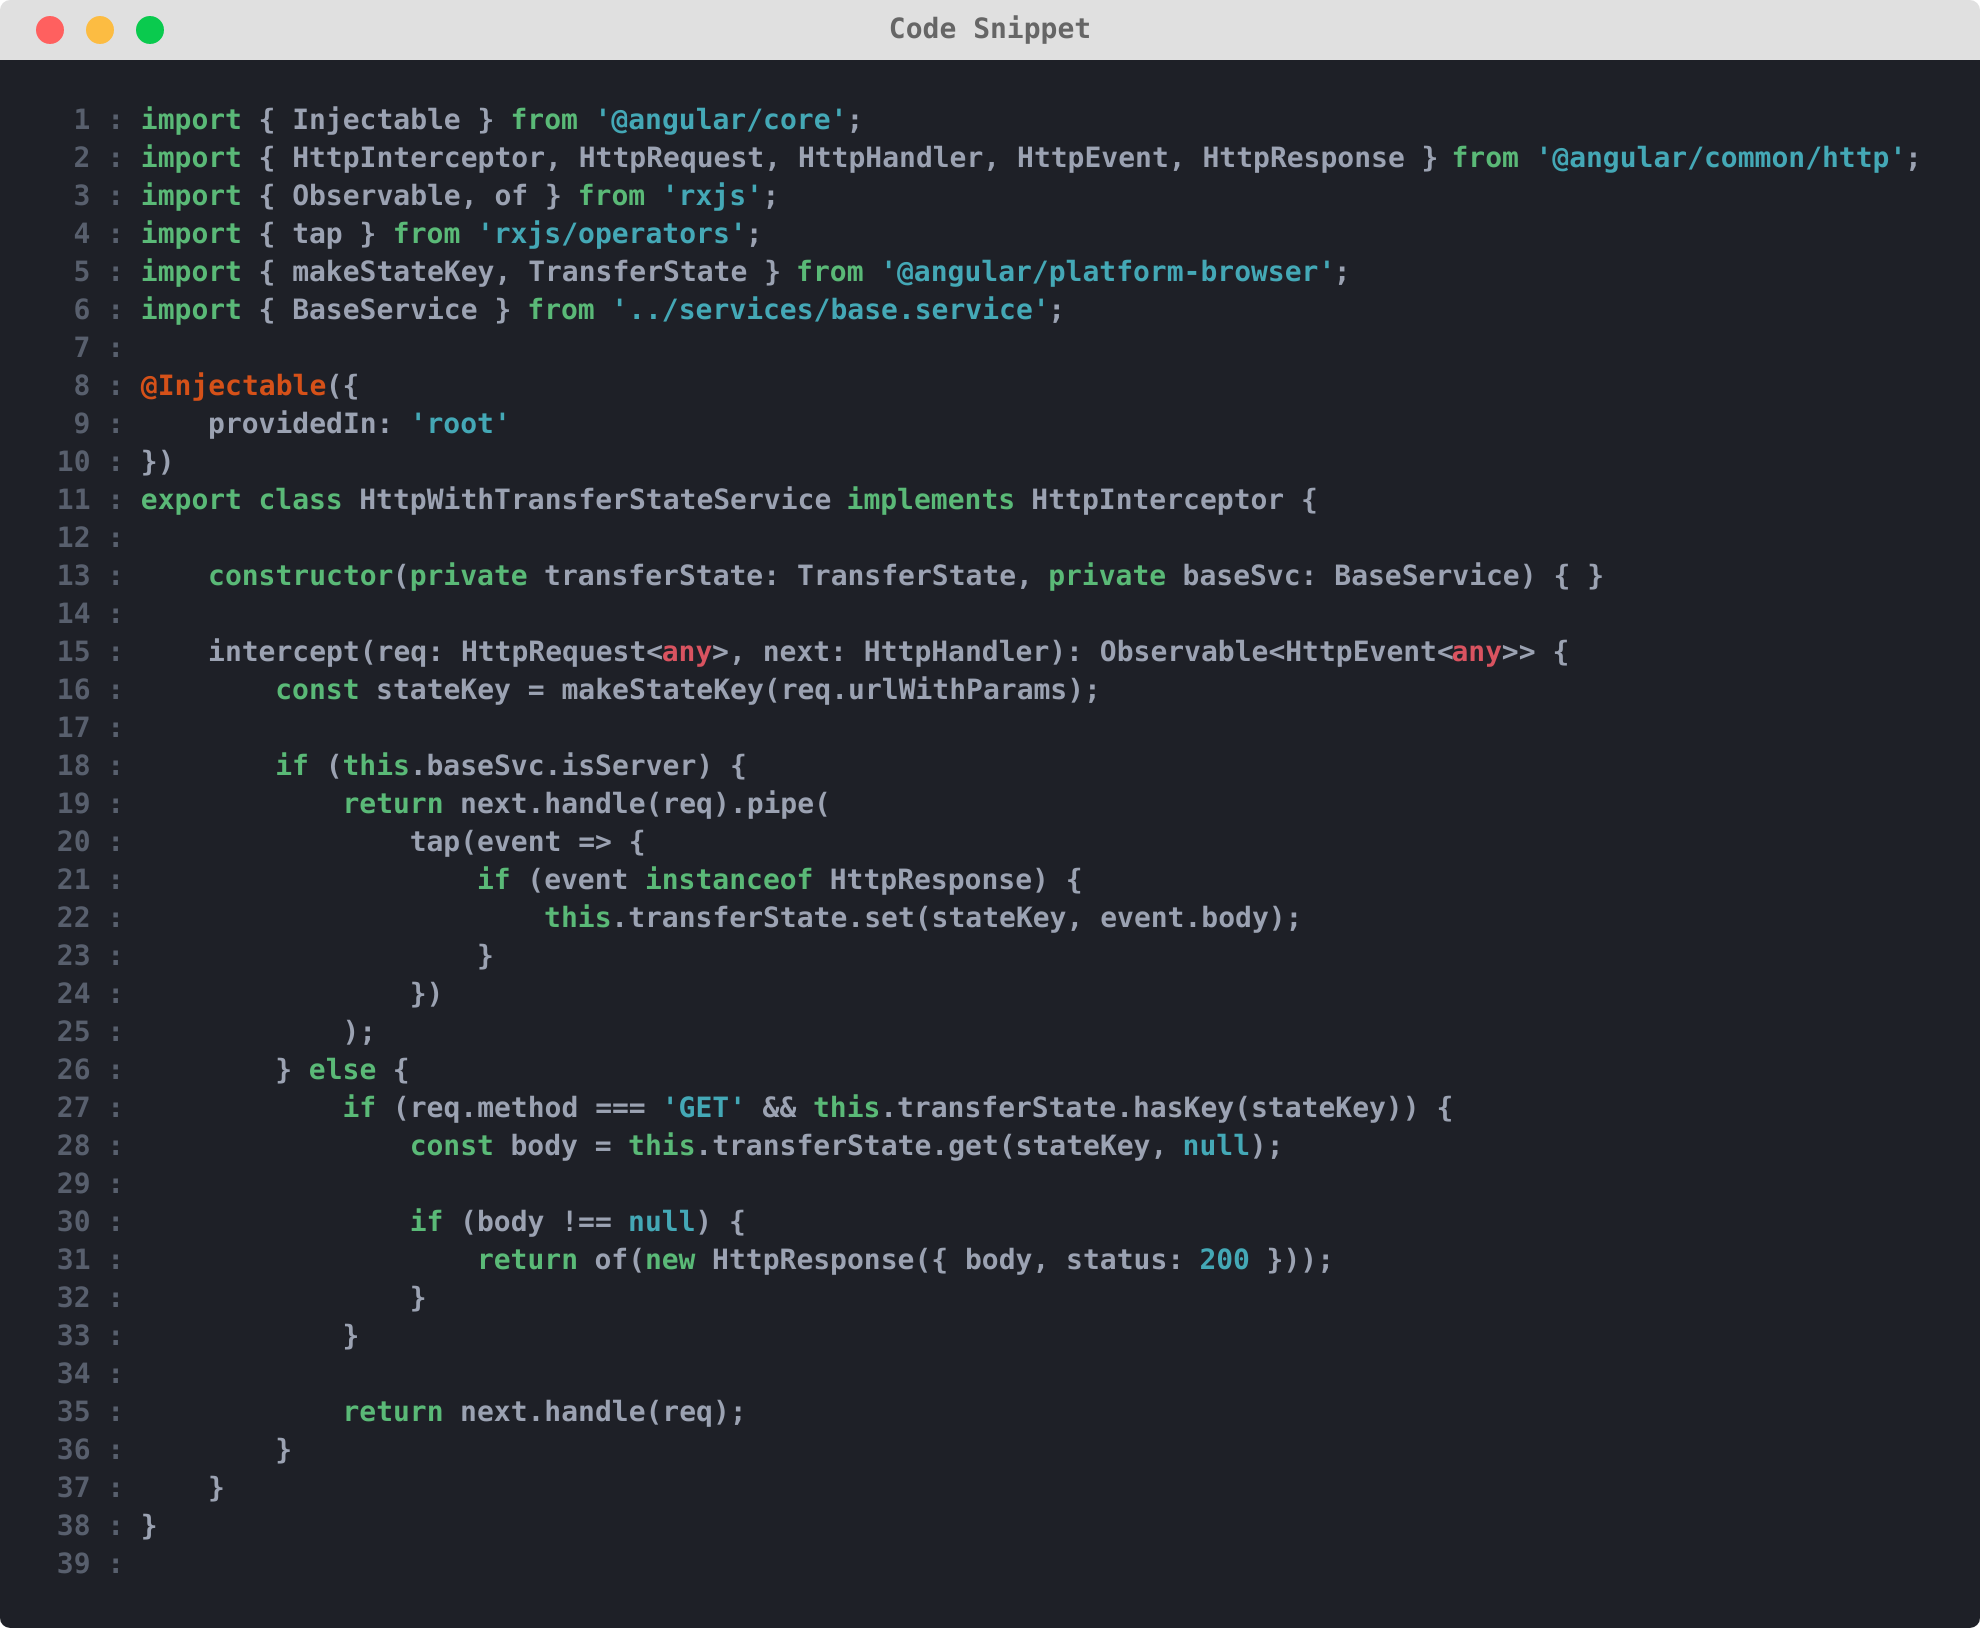 Code Snippet
1 : import { Injectable } from '@angular/core';
2 : import { HttpInterceptor, HttpRequest, HttpHandler, HttpEvent, HttpResponse } from '@angular/common/http';
3 : import { Observable, of } from 'rxjs';
4 : import { tap } from 'rxjs/operators';
5 : import { makeStateKey, TransferState } from '@angular/platform-browser';
6 : import { BaseService } from '../services/base.service';
7 :
8 : @Injectable({
9 :     providedIn: 'root'
10 : })
11 : export class HttpWithTransferStateService implements HttpInterceptor {
12 :
13 :     constructor(private transferState: TransferState, private baseSvc: BaseService) { }
14 :
15 :     intercept(req: HttpRequest<any>, next: HttpHandler): Observable<HttpEvent<any>> {
16 :         const stateKey = makeStateKey(req.urlWithParams);
17 :
18 :         if (this.baseSvc.isServer) {
19 :             return next.handle(req).pipe(
20 :                 tap(event => {
21 :                     if (event instanceof HttpResponse) {
22 :                         this.transferState.set(stateKey, event.body);
23 :                     }
24 :                 })
25 :             );
26 :         } else {
27 :             if (req.method === 'GET' && this.transferState.hasKey(stateKey)) {
28 :                 const body = this.transferState.get(stateKey, null);
29 :
30 :                 if (body !== null) {
31 :                     return of(new HttpResponse({ body, status: 200 }));
32 :                 }
33 :             }
34 :
35 :             return next.handle(req);
36 :         }
37 :     }
38 : }
39 :